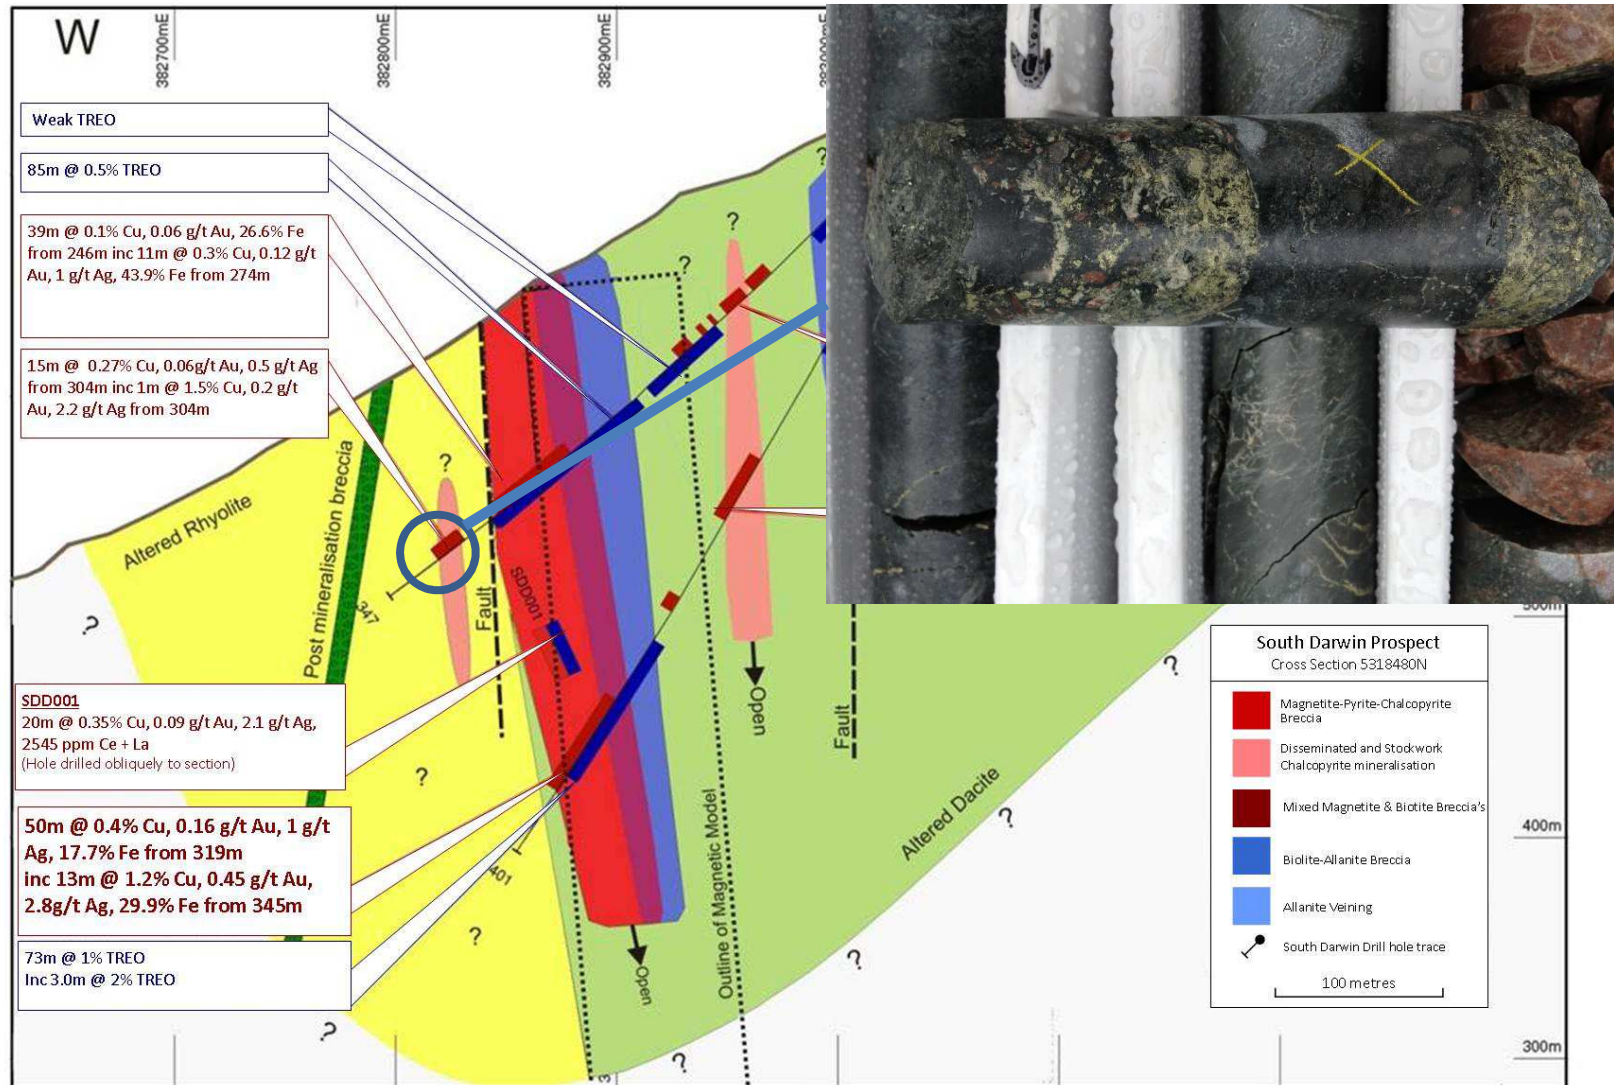 W
382700mE
382800mE
382900mE
Weak TREO
85m @ 0.5% TREO
39m @ 0.1% Cu, 0.06 g/t Au, 26.6% Fe
from 246m inc 11m @ 0.3% Cu, 0.12 g/t
Au, 1 g/t Ag, 43.9% Fe from 274m
15m @ 0.27% Cu, 0.06g/t Au, 0.5 g/t Ag
from 304m inc 1m @ 1.5% Cu, 0.2 g/t
Au, 2.2 g/t Ag from 304m
?
?
?
?
Altered Rhyolite
Post mineralisation breccia
347
Fault
SDD001
?
SDD001
20m @ 0.35% Cu, 0.09 g/t Au, 2.1 g/t Ag,
2545 ppm Ce + La
(Hole drilled obliquely to section)
?
50m @ 0.4% Cu, 0.16 g/t Au, 1 g/t
Ag, 17.7% Fe from 319m
inc 13m @ 1.2% Cu, 0.45 g/t Au,
2.8g/t Ag, 29.9% Fe from 345m
401
?
73m @ 1% TREO
Inc 3.0m @ 2% TREO
?
Open
Open
Outline of Magnetic Model
Fault
Altered Dacite
?
?
?
?
500m
400m
300m
South Darwin Prospect
Cross Section 5318480N
Magnetite-Pyrite-Chalcopyrite
Breccia
Disseminated and Stockwork
Chalcopyrite mineralisation
Mixed Magnetite & Biotite Breccia's
Biolite-Allanite Breccia
Allanite Veining
South Darwin Drill hole trace
100 metres